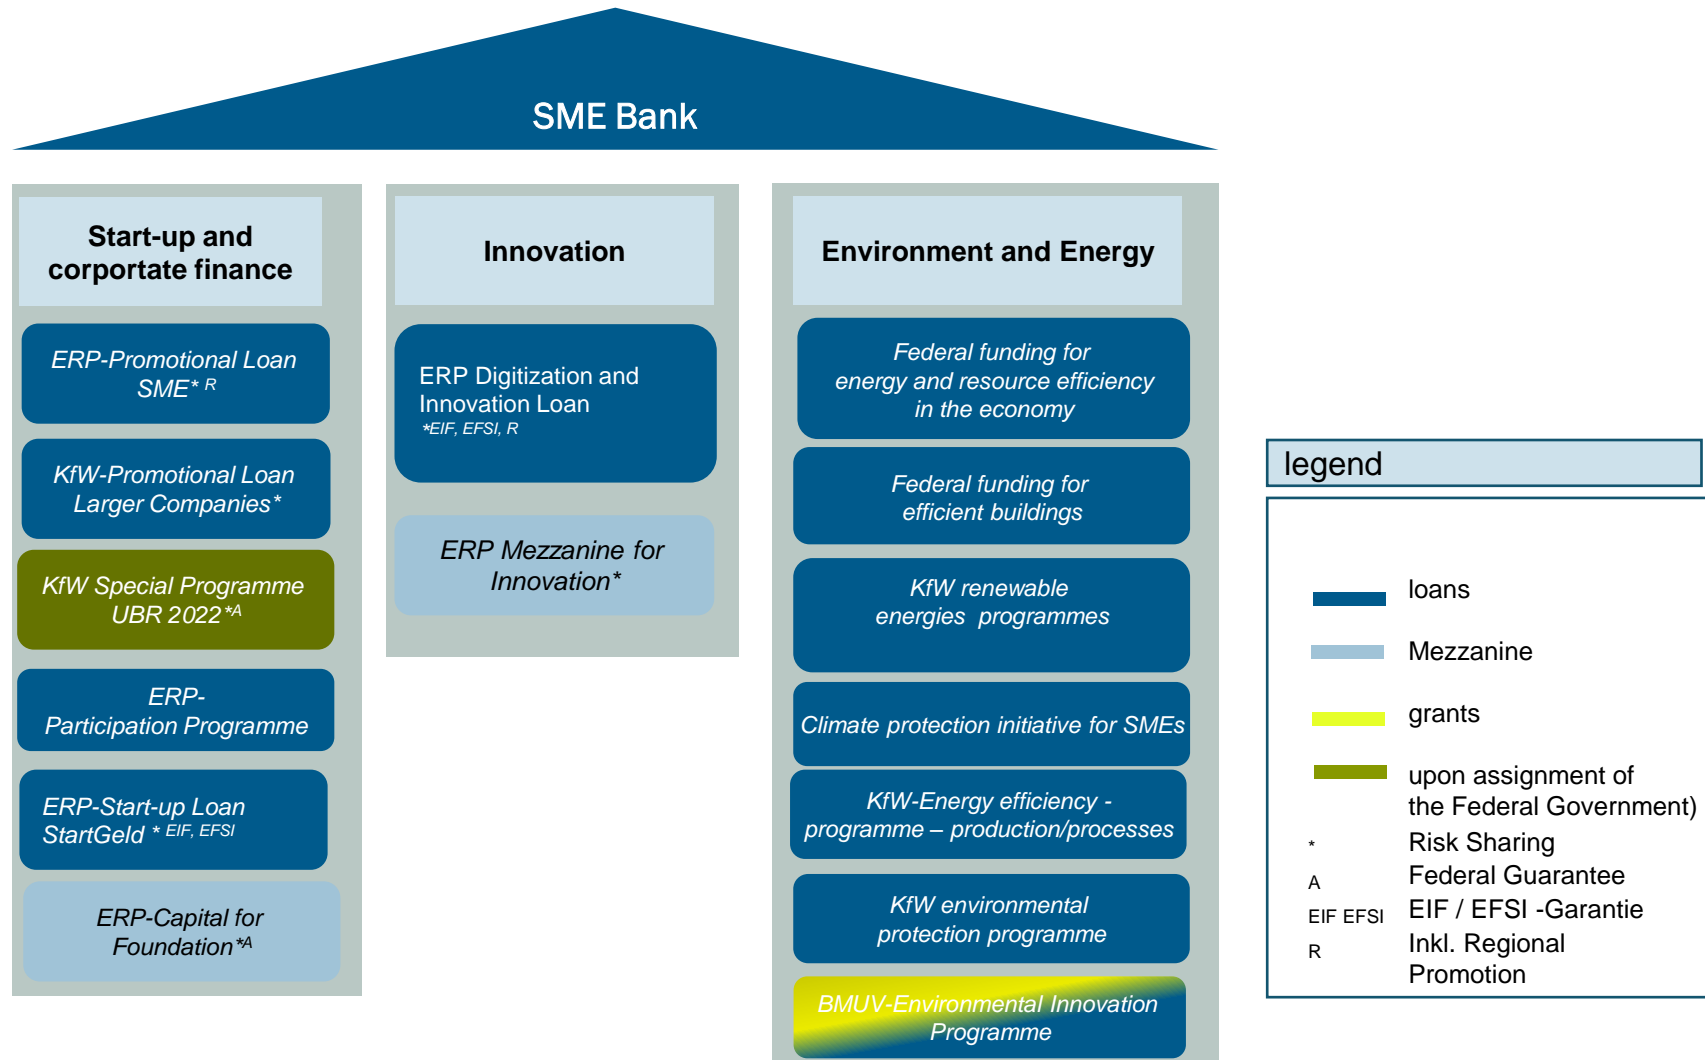 SME Bank
Start-up and
corportate finance
ERP-Promotional Loan
SME* R
KfW-Promotional Loan
Larger Companies*
KfW Special Programme
UBR 2022*A
ERP-
Participation Programme
ERP-Start-up Loan
StartGeld * EIF, EFSI
ERP-Capital for
Foundation*A
Innovation
ERP Digitization and
Innovation Loan
*EIF, EFSI, R
ERP Mezzanine for
Innovation*
Environment and Energy
Federal funding for
energy and resource efficiency
in the economy
Federal funding for
efficient buildings
KfW renewable
energies programmes
Climate protection initiative for SMEs
KfW-Energy efficiency -
programme – production/processes
KfW environmental
protection programme
BMUV-Environmental Innovation
Programme
legend
loans
Mezzanine
grants
upon assignment of
the Federal Government)
* Risk Sharing
A Federal Guarantee
EIF EFSI EIF / EFSI -Garantie
R Inkl. Regional
Promotion